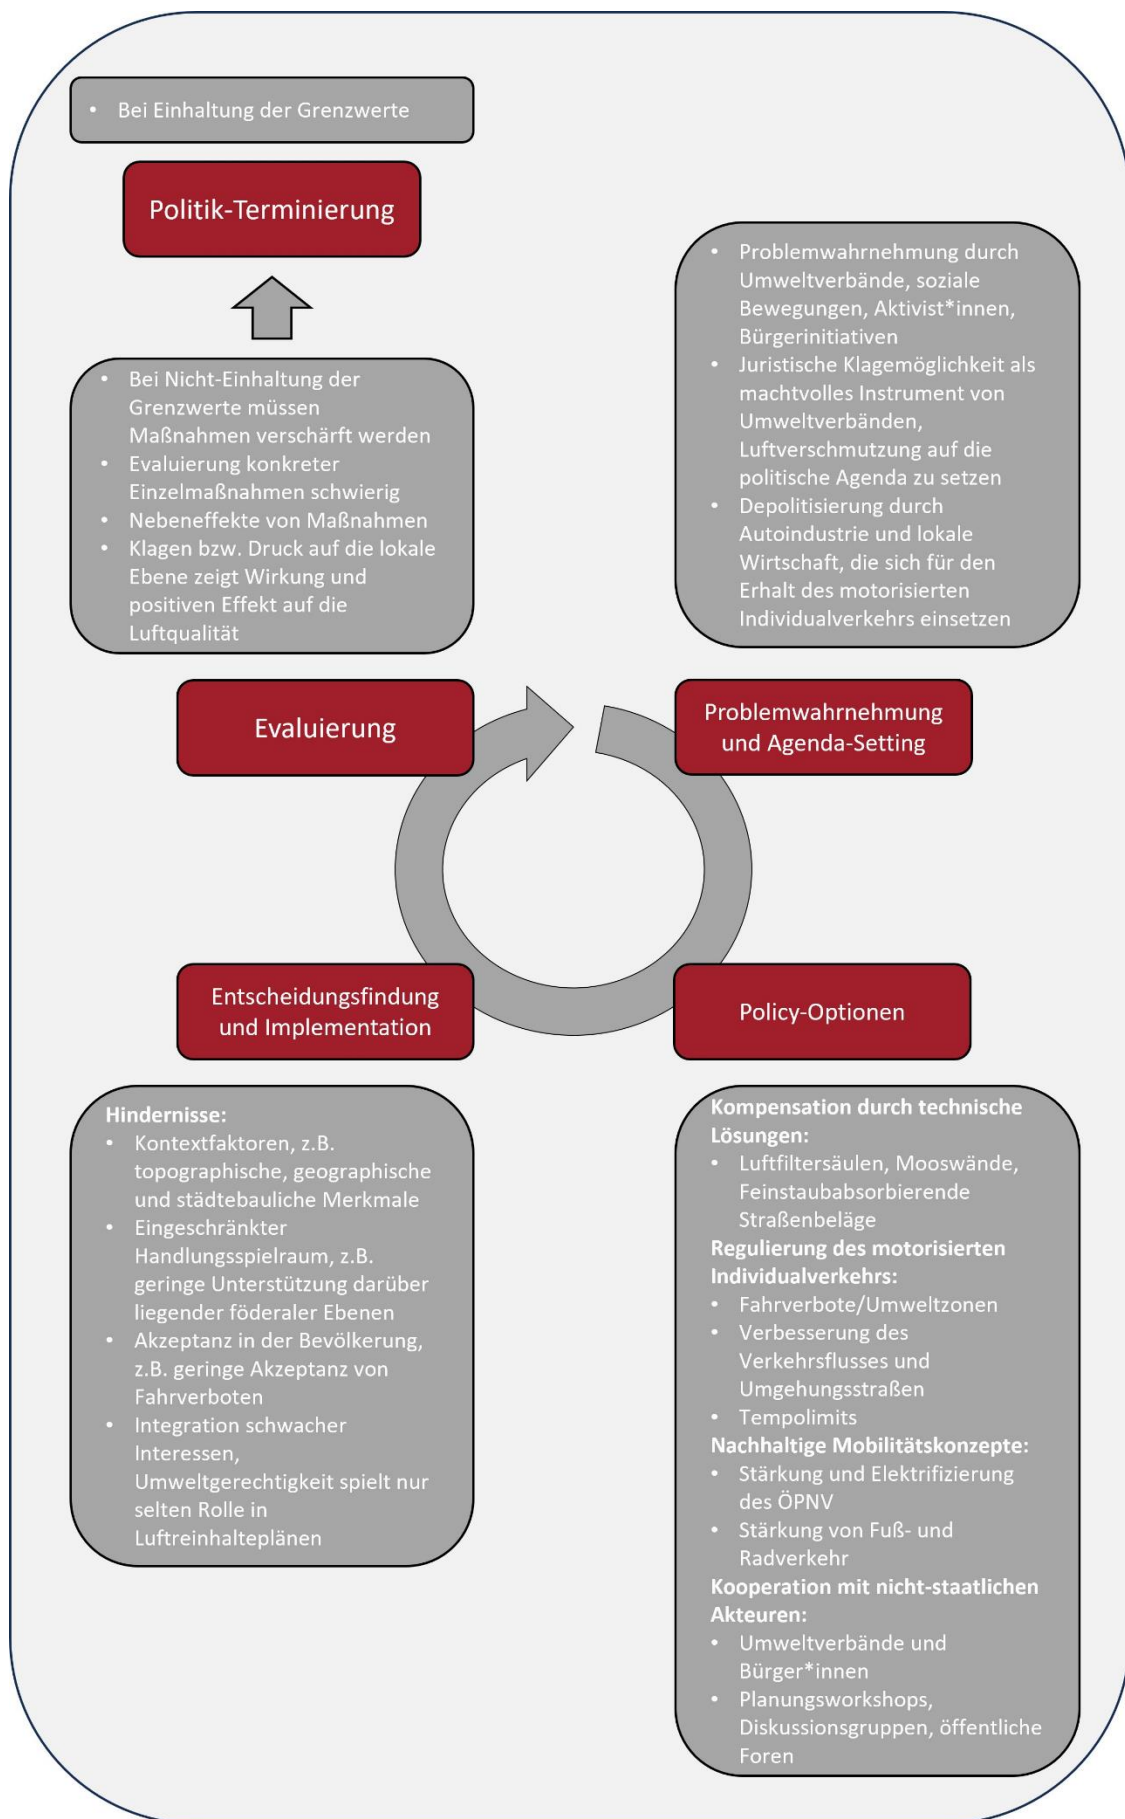 • Bei Einhaltung der Grenzwerte
Politik-Terminierung
• Bei Nicht-Einhaltung der
Grenzwerte müssen
Maßnahmen verschärft werden
• Evaluierung konkreter
Einzelmaßnahmen schwierig
• Nebeneffekte von Maßnahmen
• Klagen bzw. Druck auf die lokale
Ebene zeigt Wirkung und
positiven Effekt auf die
Luftqualität
• Problemwahrnehmung durch
Umweltverbände, soziale
Bewegungen, Aktivist*innen,
Bürgerinitiativen
• Juristische Klagemöglichkeit als
machtvolles Instrument von
Umweltverbänden,
Luftverschmutzung auf die
politische Agenda zu setzen
• Depolitisierung durch
Autoindustrie und lokale
Wirtschaft, die sich für den
Erhalt des motorisierten
Individualverkehrs einsetzen
Evaluierung
Problemwahrnehmung
und Agenda-Setting
Entscheidungsfindung
und Implementation
Policy-Optionen
Hindernisse:
• Kontextfaktoren, z.B.
topographische, geographische
und städtebauliche Merkmale
• Eingeschränkter
Handlungsspielraum, z.B.
geringe Unterstützung darüber
liegender föderaler Ebenen
• Akzeptanz in der Bevölkerung,
z.B. geringe Akzeptanz von
Fahrverboten
• Integration schwacher
Interessen,
Umweltgerechtigkeit spielt nur
selten Rolle in
Luftreinhalteplänen
Kompensation durch technische
Lösungen:
• Luftfiltersäulen, Mooswände,
Feinstaubabsorbierende
Straßenbeläge
Regulierung des motorisierten
Individualverkehrs:
• Fahrverbote/Umweltzonen
• Verbesserung des
Verkehrsflusses und
Umgehungsstraßen
• Tempolimits
Nachhaltige Mobilitätskonzepte:
• Stärkung und Elektrifizierung
des ÖPNV
• Stärkung von Fuß- und
Radverkehr
Kooperation mit nicht-staatlichen
Akteuren:
• Umweltverbände und
Bürger*innen
• Planungsworkshops,
Diskussionsgruppen, öffentliche
Foren